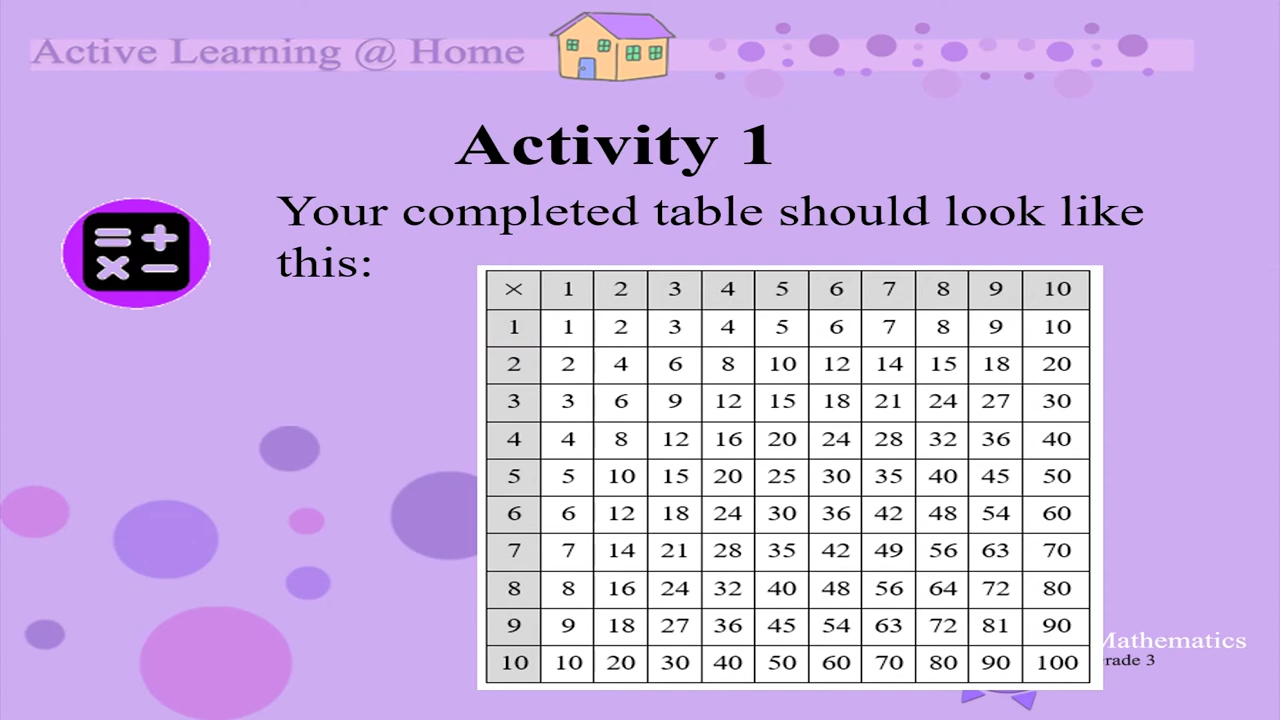 Active Learning @ Home
Activity 1
Your completed table should look like
this:
× 1 2 3 4 5 6 7 8 9 10
1 1 2 3 4 5 6 7 8 9 10
2 2 4 6 8 10 12 14 15 18 20
3 3 6 9 12 15 18 21 24 27 30
4 4 8 12 16 20 24 28 32 36 40
5 5 10 15 20 25 30 35 40 45 50
6 6 12 18 24 30 36 42 48 54 60
7 7 14 21 28 35 42 49 56 63 70
8 8 16 24 32 40 48 56 64 72 80
9 9 18 27 36 45 54 63 72 81 90
10 10 20 30 40 50 60 70 80 90 100
Mathematics
rade 3